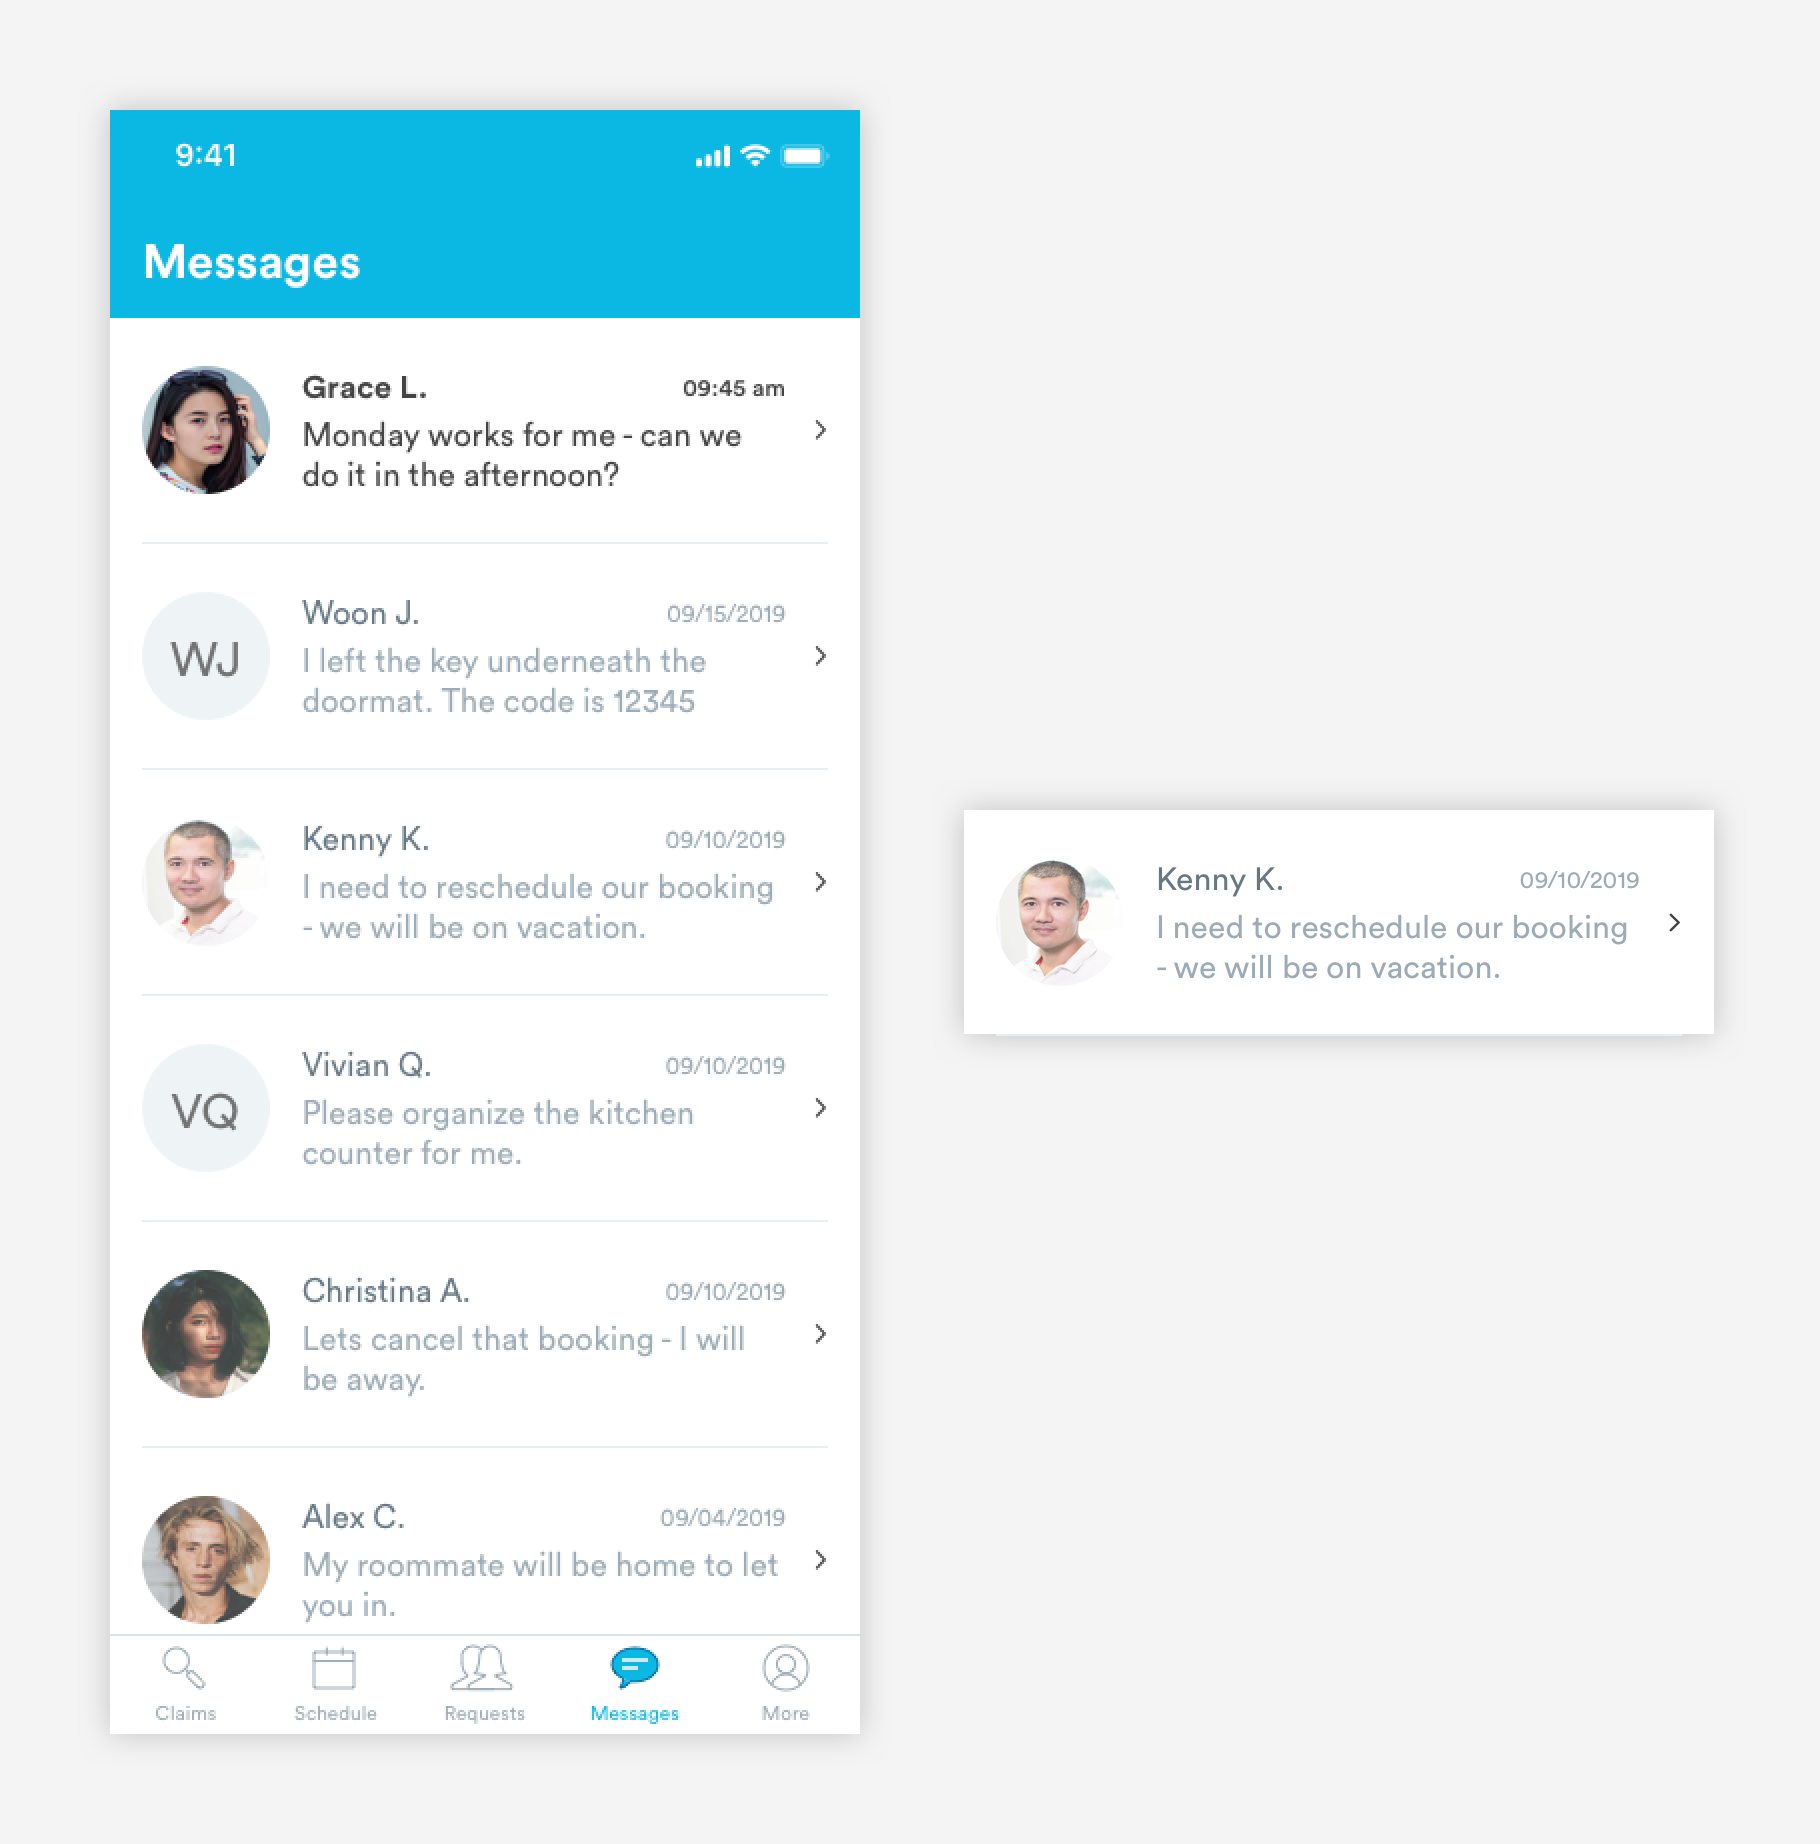 9:41
Messages
Grace L.
09:45 am
Monday works for me - can we
do it in the afternoon?
WJ
Woon J.
09/15/2019
I left the key underneath the
doormat. The code is 12345
Kenny K.
09/10/2019
I need to reschedule our booking
- we will be on vacation.
VQ
Vivian Q.
09/10/2019
Please organize the kitchen
counter for me.
Christina A.
09/10/2019
Lets cancel that booking - I will
be away.
Alex C.
09/04/2019
My roommate will be home to let
you in.
Claims
Schedule
Requests
Messages
More
Kenny K.
09/10/2019
I need to reschedule our booking
- we will be on vacation.